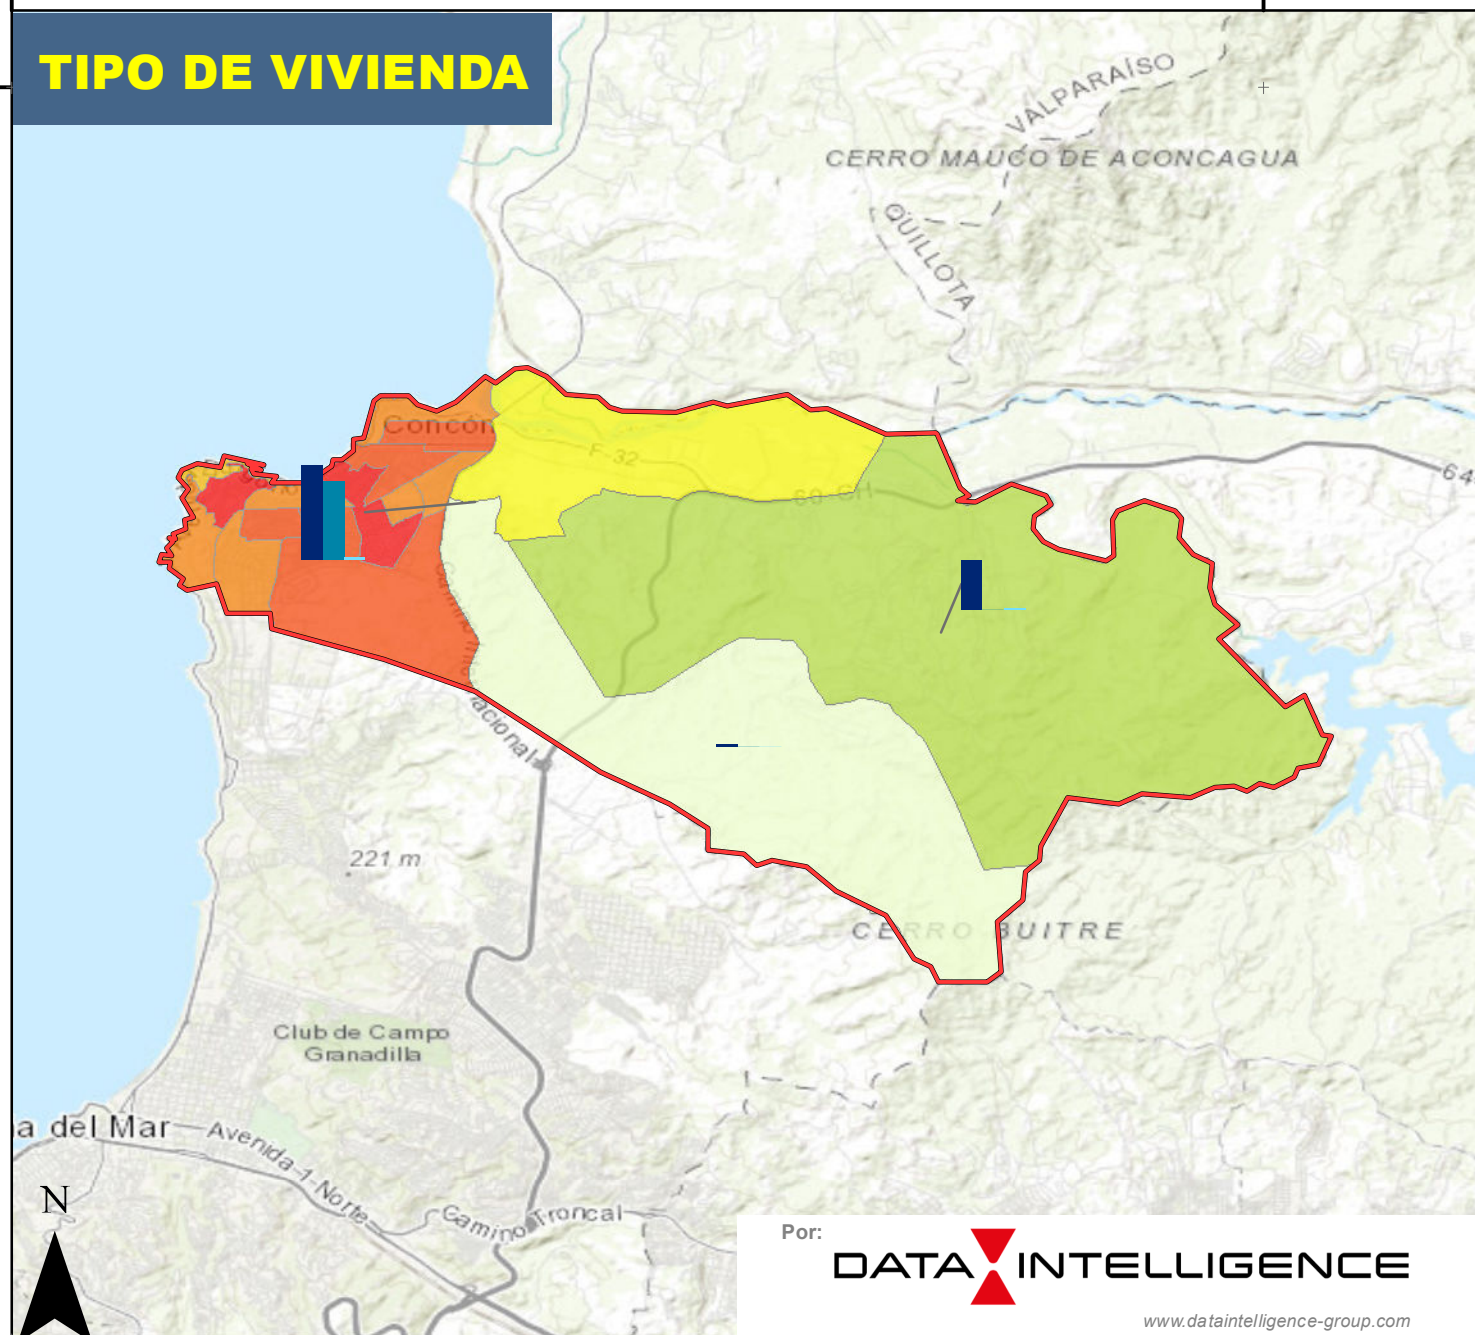 TIPO DE VIVIENDA
VALPARAÍSO
CERRO MAUCO DE ACONCAGUA
QUILLOTA
Concón
F-32
60-CH
64
acional
221 m
CERRO BUITRE
Club de Campo
Granadilla
a del Mar
Avenida 1 Norte
Camino Troncal
N
Por:
DATA INTELLIGENCE
www.dataintelligence-group.com